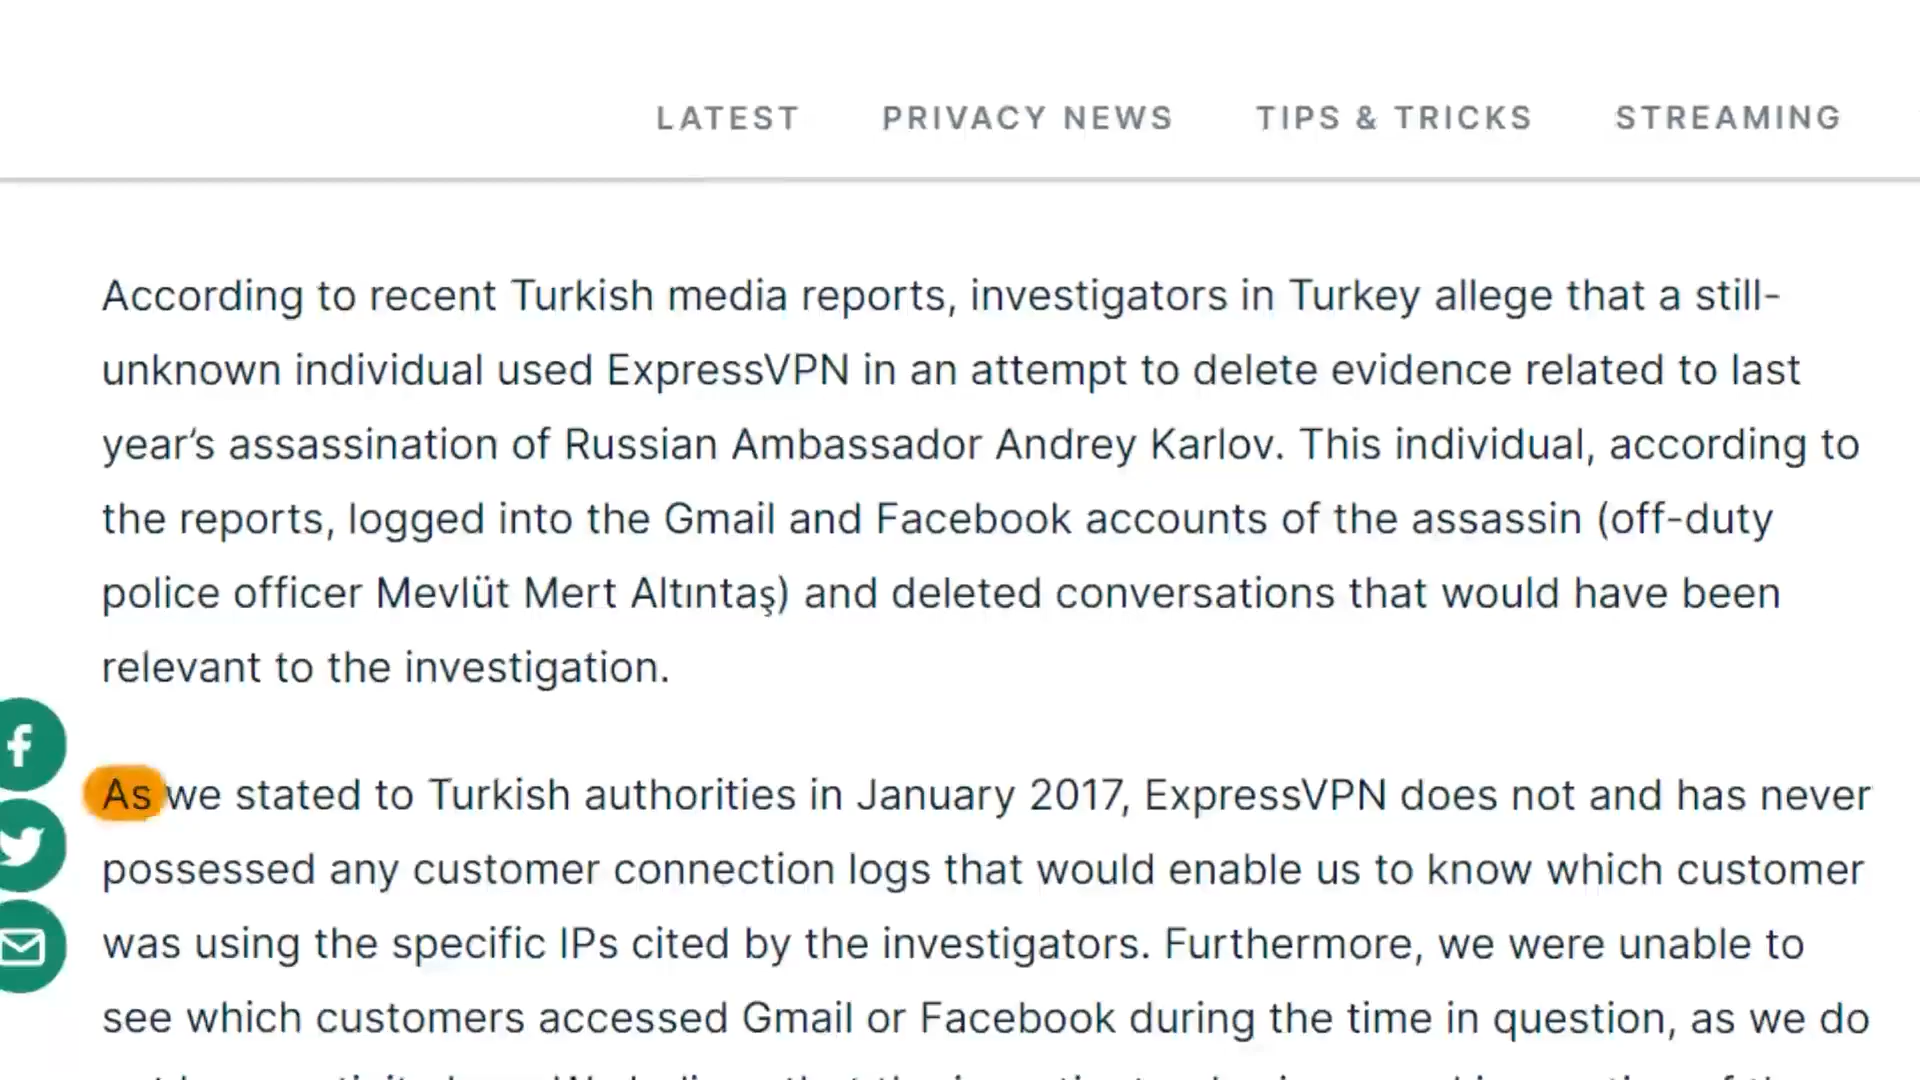 LATEST PRIVACY NEWS TIPS & TRICKS STREAMING
According to recent Turkish media reports, investigators in Turkey allege that a still-
unknown individual used ExpressVPN in an attempt to delete evidence related to last
year’s assassination of Russian Ambassador Andrey Karlov. This individual, according to
the reports, logged into the Gmail and Facebook accounts of the assassin (off-duty
police officer Mevlüt Mert Altıntaş) and deleted conversations that would have been
relevant to the investigation.
As we stated to Turkish authorities in January 2017, ExpressVPN does not and has never
possessed any customer connection logs that would enable us to know which customer
was using the specific IPs cited by the investigators. Furthermore, we were unable to
see which customers accessed Gmail or Facebook during the time in question, as we do